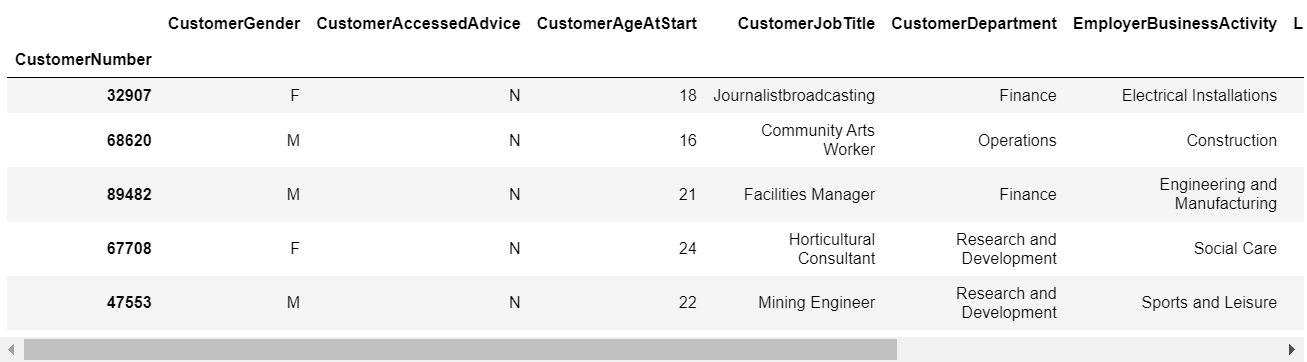 CustomerGender CustomerAccessedAdvice CustomerAgeAtStart CustomerJobTitle CustomerDepartment EmployerBusinessActivity L
CustomerNumber
32907 F N 18 Journalistbroadcasting Finance Electrical Installations
68620 M N 16 Community Arts Worker Operations Construction
89482 M N 21 Facilities Manager Finance Engineering and Manufacturing
67708 F N 24 Horticultural Consultant Research and Development Social Care
47553 M N 22 Mining Engineer Research and Development Sports and Leisure